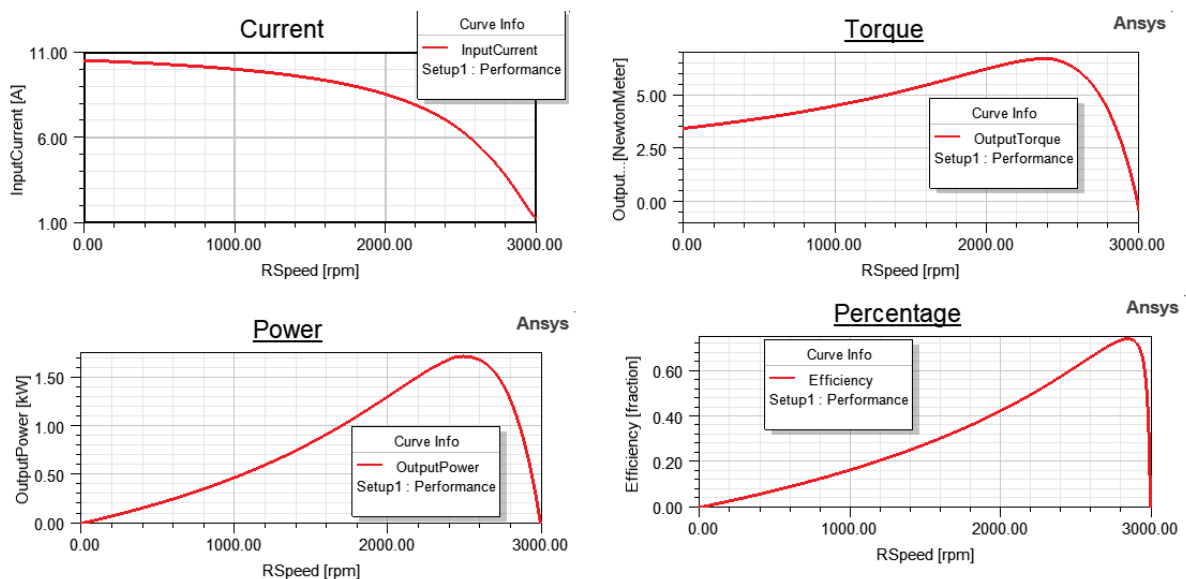 Current
Curve Info
InputCurrent
Setup1 : Performance
11.00
6.00
1.00
InputCurrent [A]
0.00 1000.00 2000.00 3000.00
RSpeed [rpm]
Torque
Ansys
Curve Info
OutputTorque
Setup1 : Performance
5.00
2.50
0.00
Output...[NewtonMeter]
0.00 1000.00 2000.00 3000.00
RSpeed [rpm]
Power
Ansys
Curve Info
OutputPower
Setup1 : Performance
1.50
1.00
0.50
0.00
OutputPower [kW]
0.00 1000.00 2000.00 3000.00
RSpeed [rpm]
Percentage
Ansys
Curve Info
Efficiency
Setup1 : Performance
0.60
0.40
0.20
0.00
Efficiency [fraction]
0.00 1000.00 2000.00 3000.00
RSpeed [rpm]